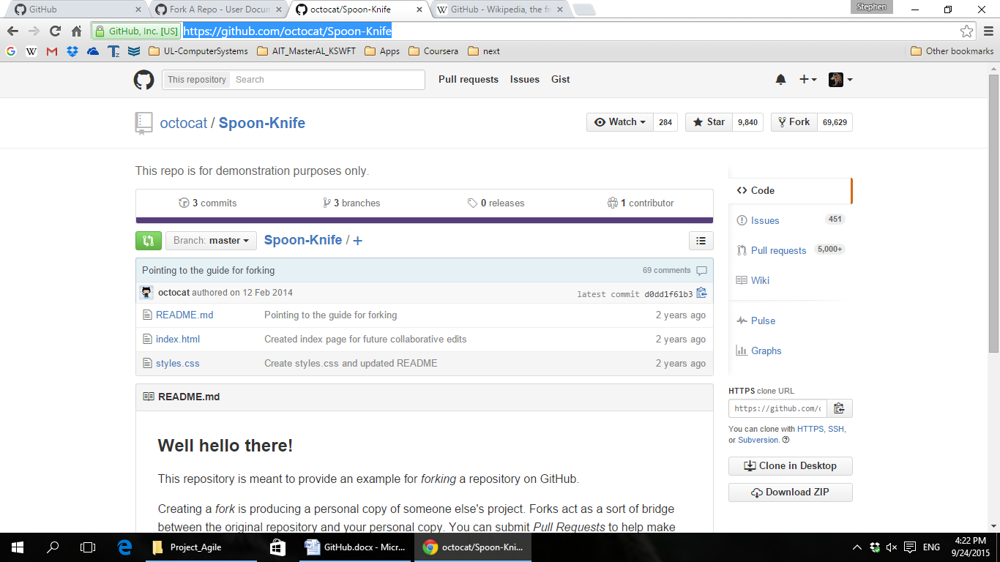 GitHub
Fork A Repo - User Docum
octocat/Spoon-Knife
GitHub - Wikipedia, the fr
Stephen
GitHub, Inc. [US]
https://github.com/octocat/Spoon-Knife
UL-ComputerSystems
AIT_MasterAL_KSWFT
Apps
Coursera
next
Other bookmarks
This repository
Search
Pull requests
Issues
Gist
octocat / Spoon-Knife
Watch 284
Star 9,840
Fork 69,629
This repo is for demonstration purposes only.
3 commits
3 branches
0 releases
1 contributor
Branch: master
Spoon-Knife / +
Pointing to the guide for forking
69 comments
octocat authored on 12 Feb 2014
latest commit d0dd1f61b3
README.md Pointing to the guide for forking 2 years ago
index.html Created index page for future collaborative edits 2 years ago
styles.css Create styles.css and updated README 2 years ago
README.md
Well hello there!
This repository is meant to provide an example for forking a repository on GitHub.
Creating a fork is producing a personal copy of someone else's project. Forks act as a sort of bridge
between the original repository and your personal copy. You can submit Pull Requests to help make
Code
Issues 451
Pull requests 5,000+
Wiki
Pulse
Graphs
HTTPS clone URL
https://github.com/c
You can clone with HTTPS, SSH,
or Subversion.
Clone in Desktop
Download ZIP
Project_Agile
GitHub.docx - Micr...
octocat/Spoon-Kni...
ENG
4:22 PM
9/24/2015